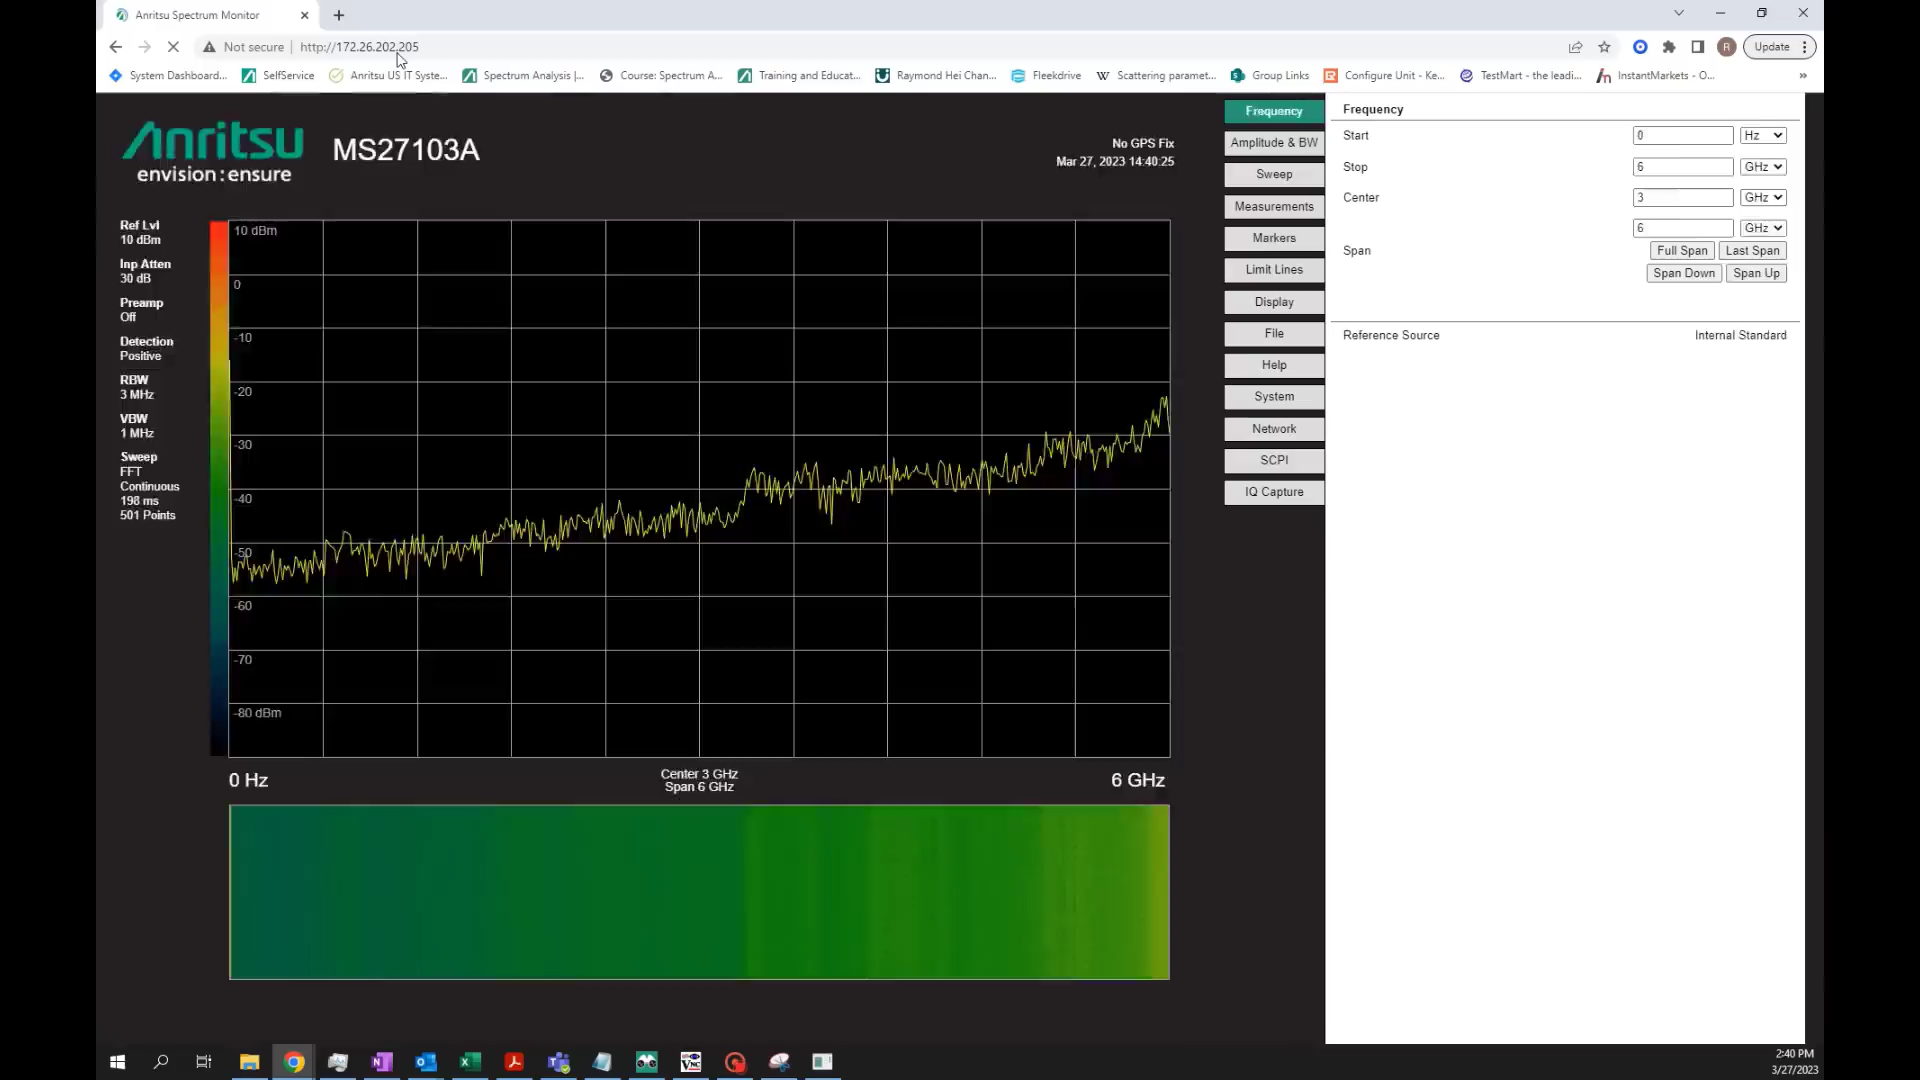 Anritsu Spectrum Monitor
Not secure
http://172.26.202.205
Update
System Dashboard...
SelfService
Anritsu US IT Syste...
Spectrum Analysis |...
Course: Spectrum A...
Training and Educat...
Raymond Hei Chan...
Fleekdrive
Scattering paramet...
Group Links
Configure Unit - Ke...
TestMart - the leadi...
InstantMarkets - O...
»
Anritsu
envision : ensure
MS27103A
No GPS Fix
Mar 27, 2023 14:40:25
Ref Lvl
10 dBm
Inp Atten
30 dB
Preamp
Off
Detection
Positive
RBW
3 MHz
VBW
1 MHz
Sweep
FFT
Continuous
198 ms
501 Points
10 dBm
0
-10
-20
-30
-40
-50
-60
-70
-80 dBm
0 Hz
Center 3 GHz
Span 6 GHz
6 GHz
Frequency
Amplitude & BW
Sweep
Measurements
Markers
Limit Lines
Display
File
Help
System
Network
SCPI
IQ Capture
Frequency
Start 0 Hz
Stop 6 GHz
Center 3 GHz
6 GHz
Span Full Span Last Span
Span Down Span Up
Reference Source Internal Standard
2:40 PM
3/27/2023